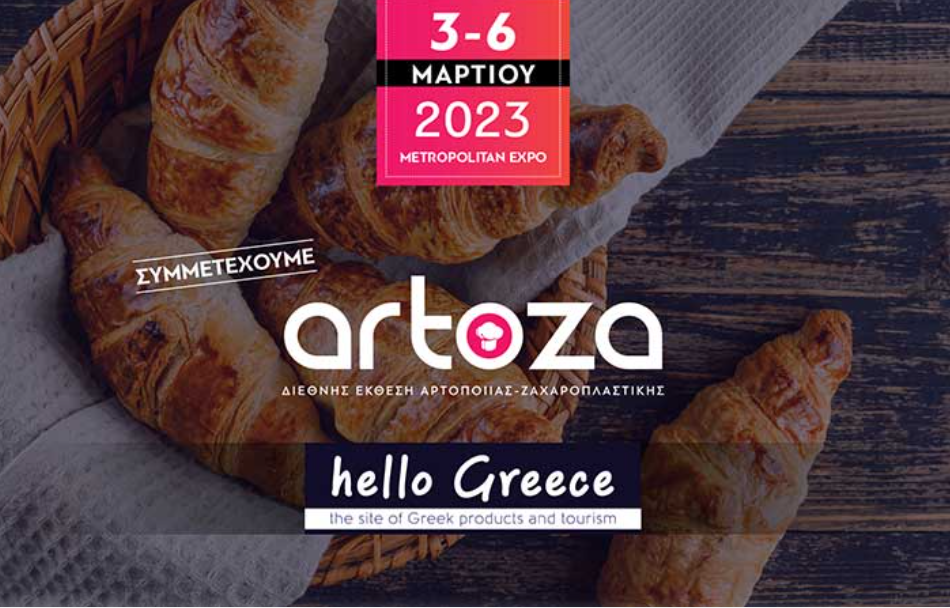 3-6
ΜΑΡΤΙΟΥ
2023
METROPOLITAN EXPO
ΣΥΜΜΕΤΕΧΟΥΜΕ
artoza
ΔΙΕΘΝΗΣ ΕΚΘΕΣΗ ΑΡΤΟΠΟΙΙΑΣ-ΖΑΧΑΡΟΠΛΑΣΤΙΚΗΣ
hello Greece
the site of Greek products and tourism